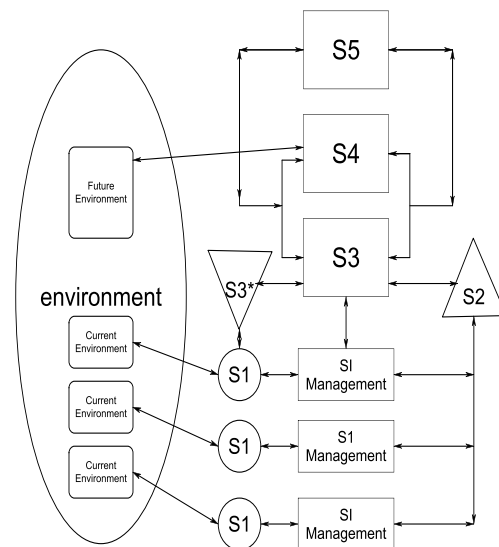 S5
S4
Future
Environment
S3
environment
S3*
S2
Current
Environment
S1
SI
Management
Current
Environment
S1
S1
Management
Current
Environment
S1
SI
Management